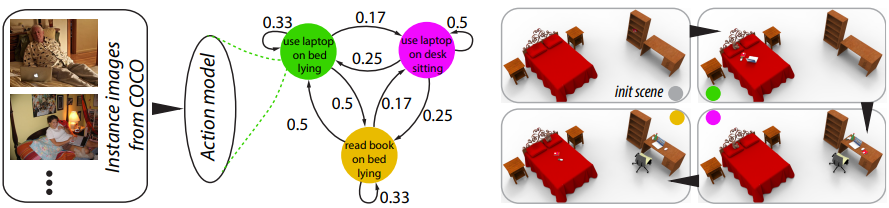 Instance images
from COCO
Action model
0.33
0.17
0.5
use laptop
on bed
lying
0.25
use laptop
on desk
sitting
0.5
0.5
0.17
0.25
read book
on bed
lying
0.33
init scene